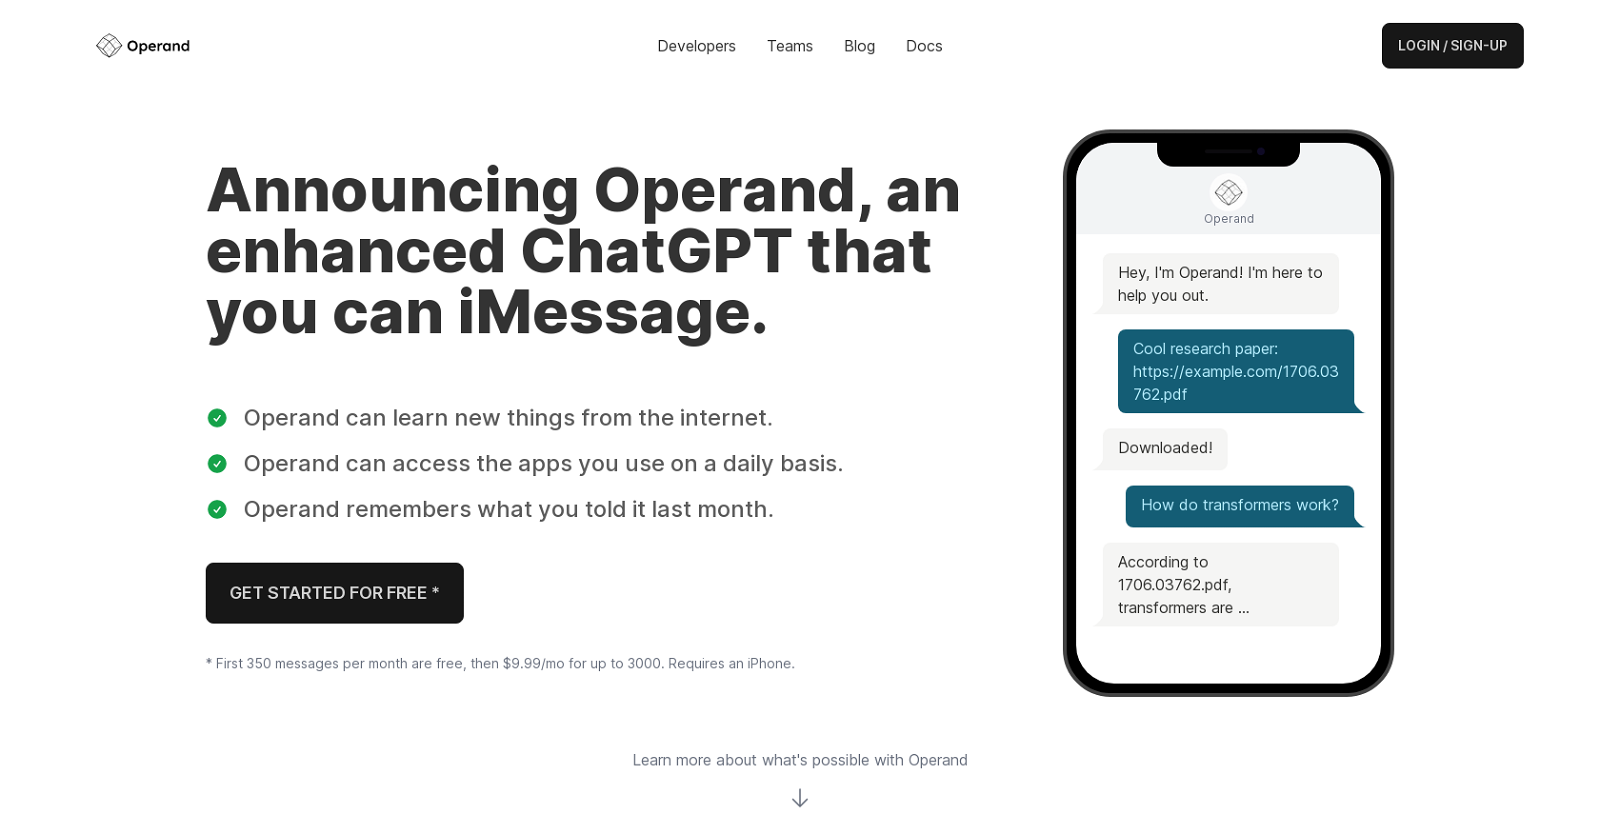 Operand
Developers
Teams
Blog
Docs
LOGIN / SIGN-UP
Announcing Operand, an
enhanced ChatGPT that
you can iMessage.
Operand can learn new things from the internet.
Operand can access the apps you use on a daily basis.
Operand remembers what you told it last month.
GET STARTED FOR FREE *
* First 350 messages per month are free, then $9.99/mo for up to 3000. Requires an iPhone.
Operand
Hey, I'm Operand! I'm here to
help you out.
Cool research paper:
https://example.com/1706.03
762.pdf
Downloaded!
How do transformers work?
According to
1706.03762.pdf,
transformers are ...
Learn more about what's possible with Operand